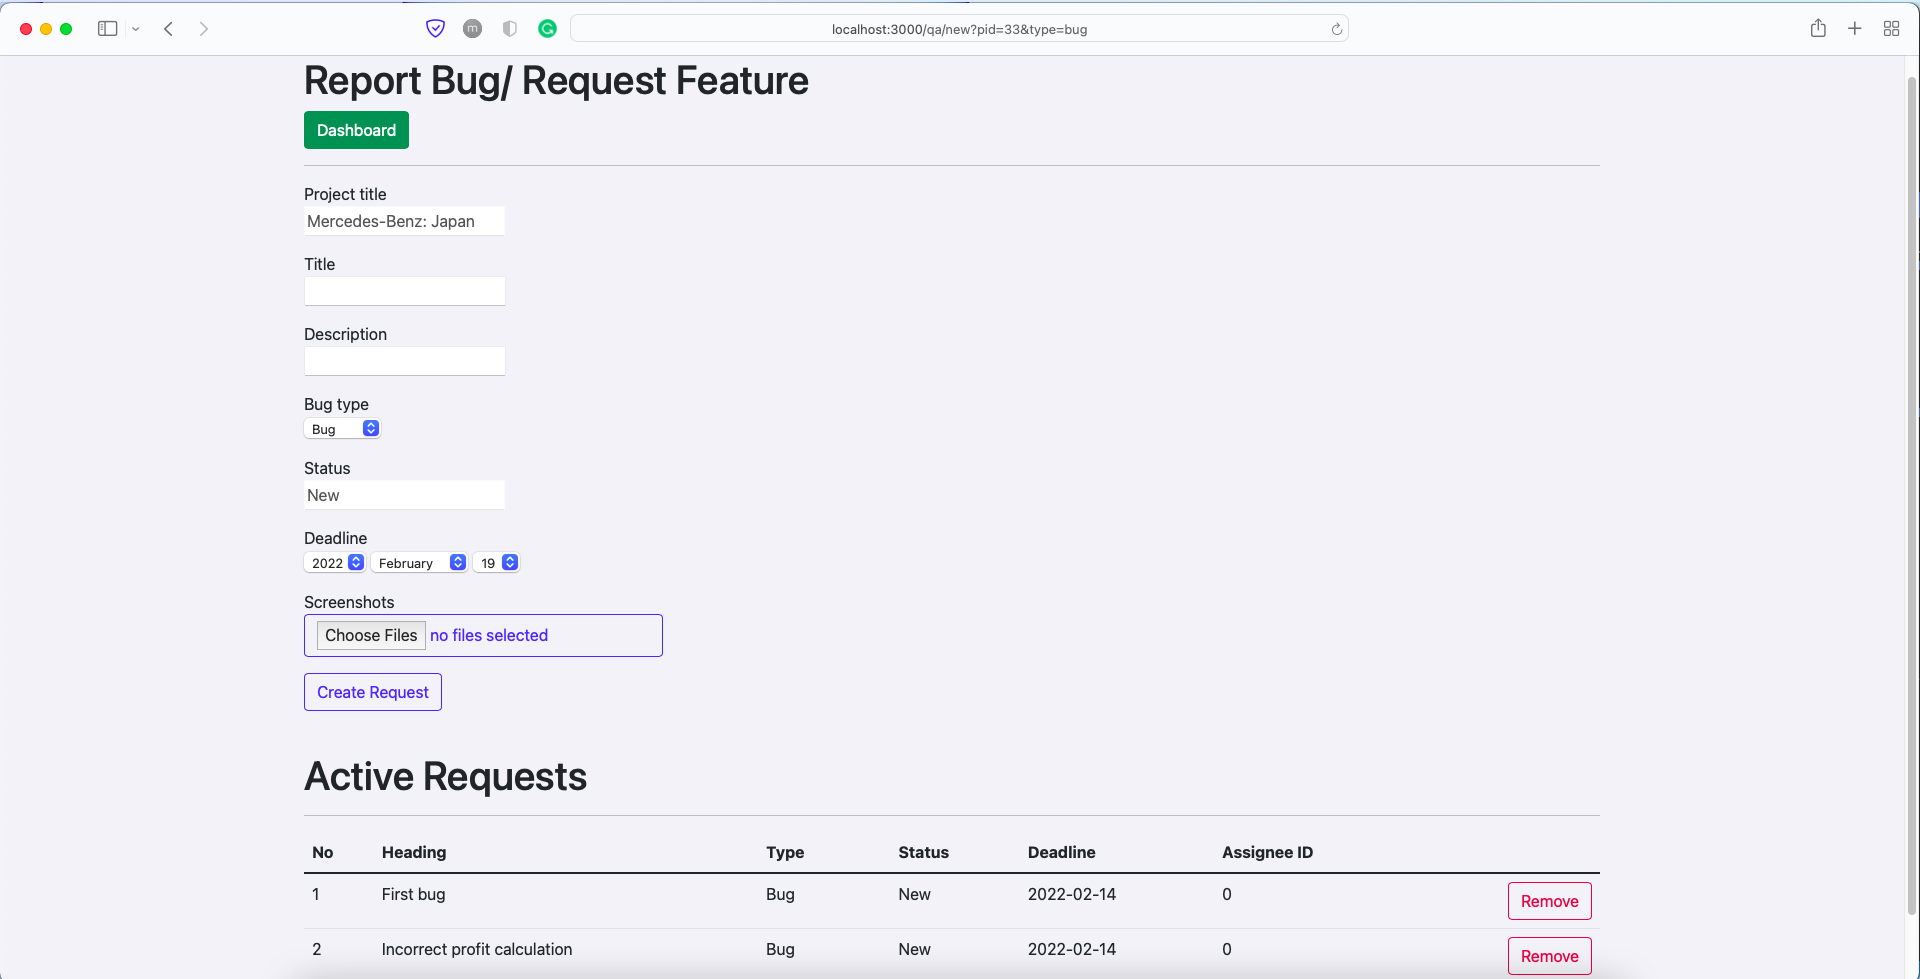 m
localhost:3000/qa/new?pid=33&type=bug
Report Bug/ Request Feature
Dashboard
Project title
Mercedes-Benz: Japan
Title
Description
Bug type
Bug
Status
New
Deadline
2022 February 19
Screenshots
Choose Files no files selected
Create Request
Active Requests
No Heading Type Status Deadline Assignee ID
1 First bug Bug New 2022-02-14 0 Remove
2 Incorrect profit calculation Bug New 2022-02-14 0 Remove